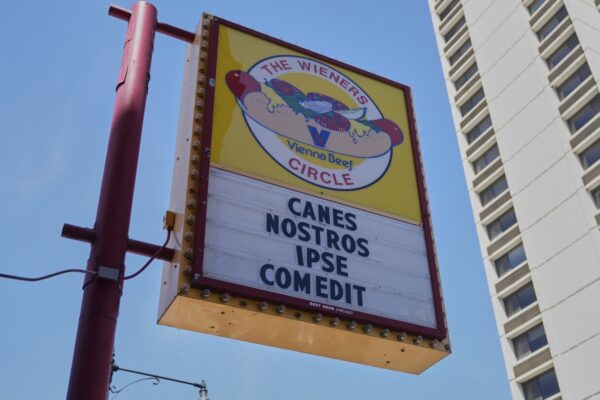 THE WIENERS
V
Vienna Beef
CIRCLE
CANES
NOSTROS
IPSE
COMEDIT